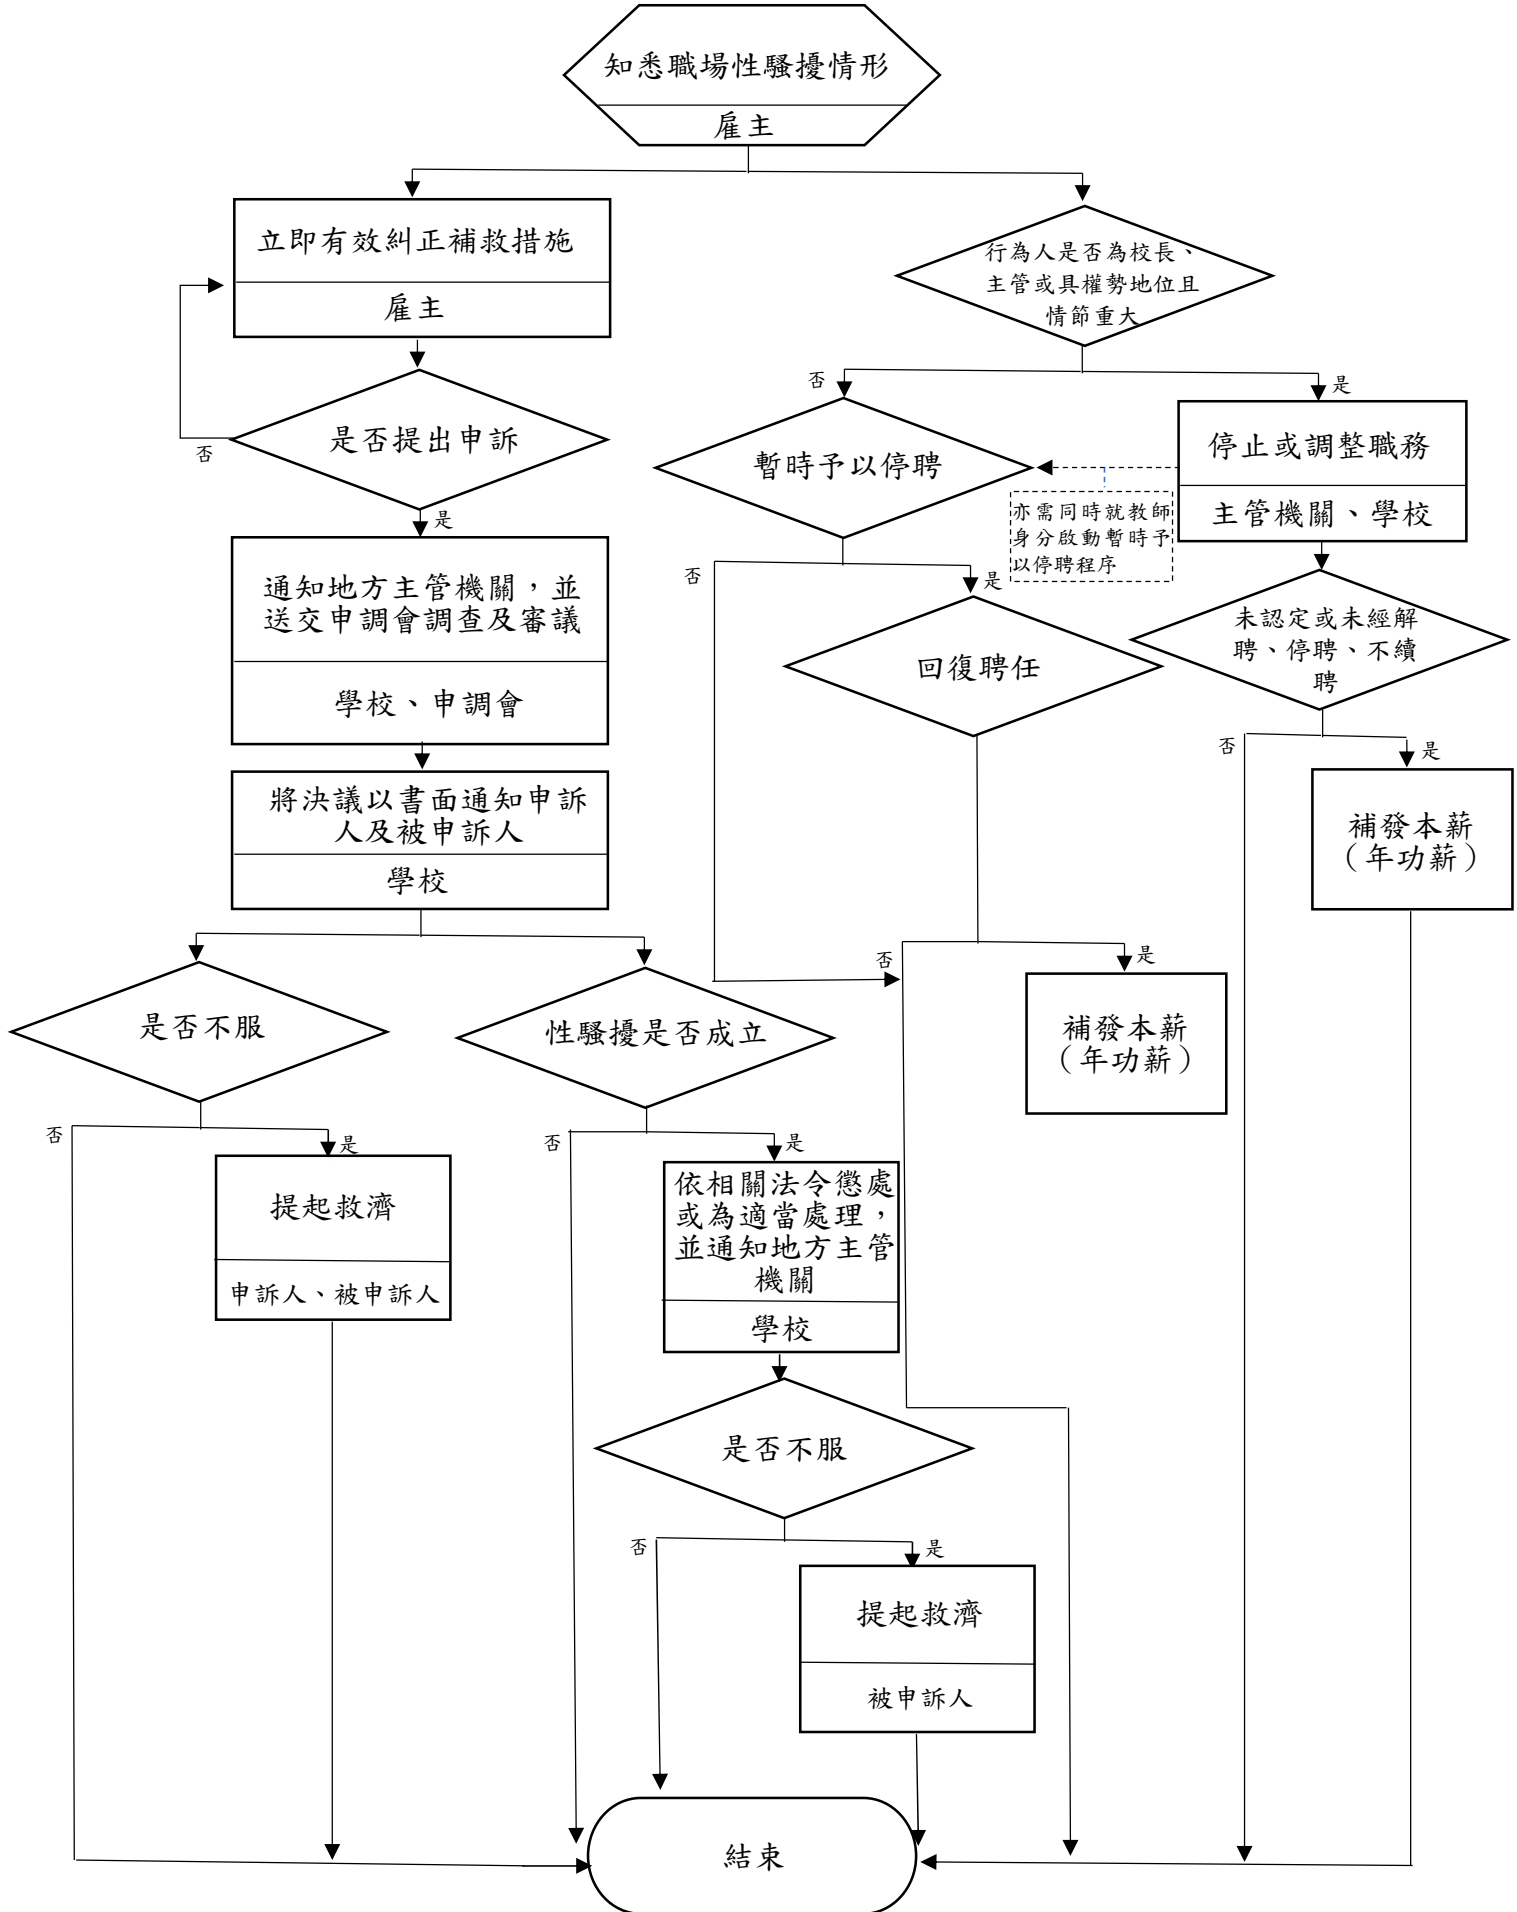 知悉職場性騷擾情形
雇主
立即有效糾正補救措施
雇主
行為人是否為校長、
主管或具權勢地位且
情節重大
否
是
是否提出申訴
否
是
暫時予以停聘
停止或調整職務
主管機關、學校
亦需同時就教師
身分啟動暫時予
以停聘程序
否
是
通知地方主管機關，並
送交申調會調查及審議
學校、申調會
回復聘任
未認定或未經解
聘、停聘、不續
聘
否
是
將決議以書面通知申訴
人及被申訴人
學校
補發本薪
（年功薪）
否
是
是否不服
性騷擾是否成立
補發本薪
（年功薪）
否
是
否
是
提起救濟
申訴人、被申訴人
依相關法令懲處
或為適當處理，
並通知地方主管
機關
學校
是否不服
否
是
提起救濟
被申訴人
結束